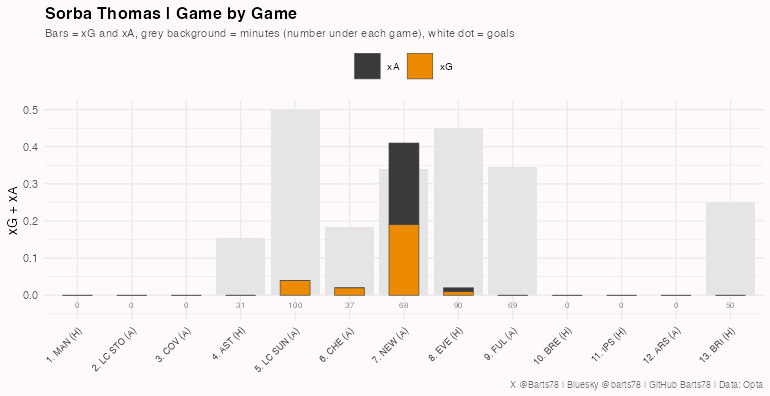 Sorba Thomas | Game by Game
Bars = xG and xA, grey background = minutes (number under each game), white dot = goals
xA xG
xG + xA
0.5
0.4
0.3
0.2
0.1
0.0
0 0 0 31 100 37 68 90 69 0 0 0 50
1. MAN (H)
2. LC STO (A)
3. COV (A)
4. AST (H)
5. LC SUN (A)
6. CHE (A)
7. NEW (A)
8. EVE (H)
9. FUL (A)
10. BRE (H)
11. IPS (H)
12. ARS (A)
13. BRI (H)
X @Barts78 | Bluesky @barts78 | GitHub Barts78 | Data: Opta